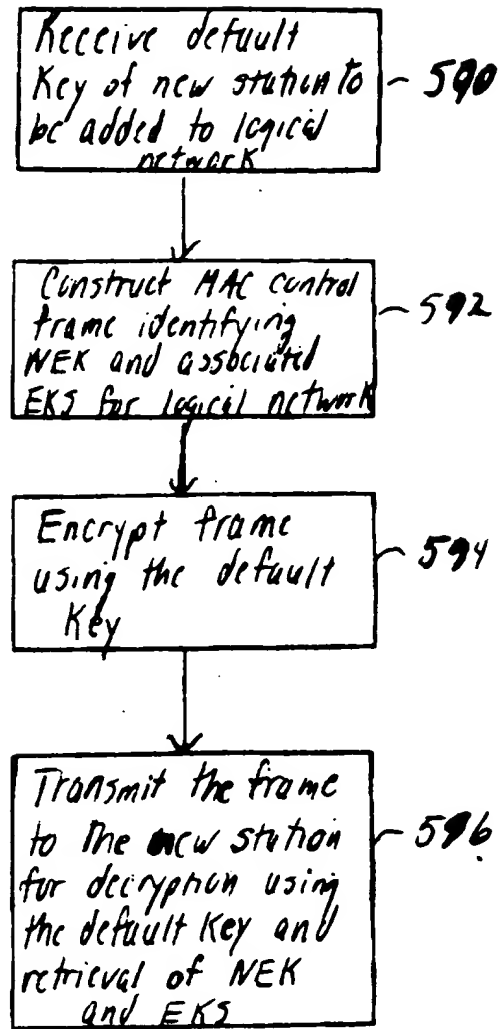 Receive default
Key of new station to
be added to logical
network
590
Construct MAC control
frame identifying
NEK and associated
EKS for logical network
592
Encrypt frame
using the default
Key
594
Transmit the frame
to the new station
for decryption using
the default Key and
retrieval of NEK
and EKS
596